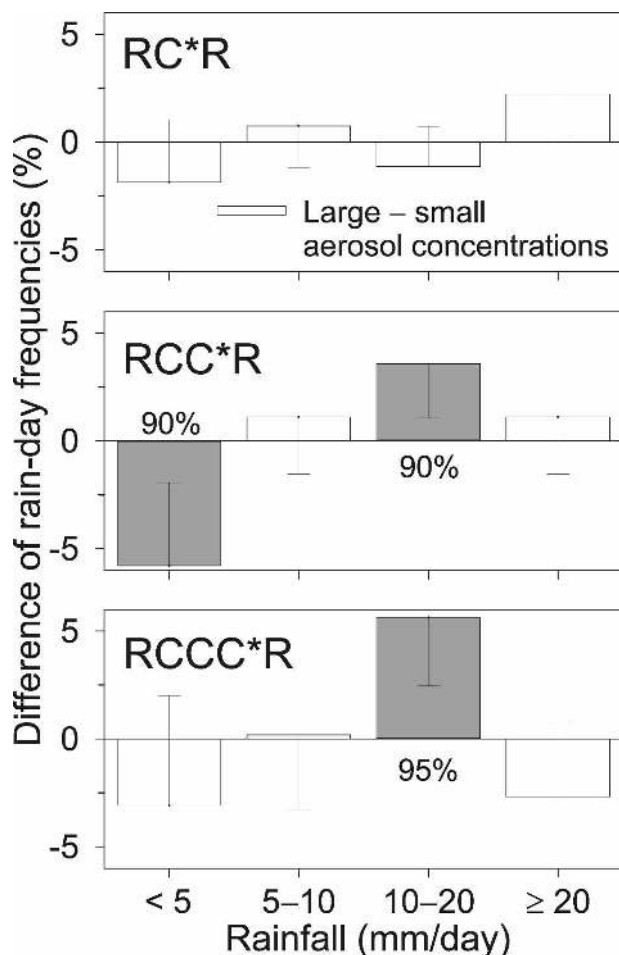 Difference of rain-day frequencies (%)
5
RC*R
0
Large – small
aerosol concentrations
-5
5
RCC*R
90%
0
90%
-5
5
RCCC*R
0
95%
-5
< 5 5–10 10–20 ≥ 20
Rainfall (mm/day)